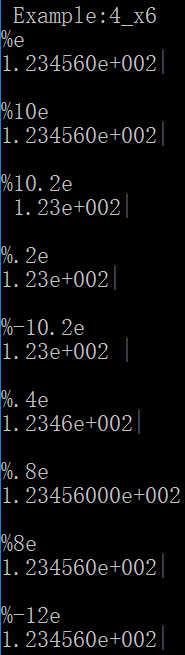 Example:4_x6
%e
1.234560e+002|
%10e
1.234560e+002|
%10.2e
 1.23e+002|
%.2e
1.23e+002|
%-10.2e
1.23e+002 |
%.4e
1.2346e+002|
%.8e
1.23456000e+002
%8e
1.234560e+002|
%-12e
1.234560e+002|